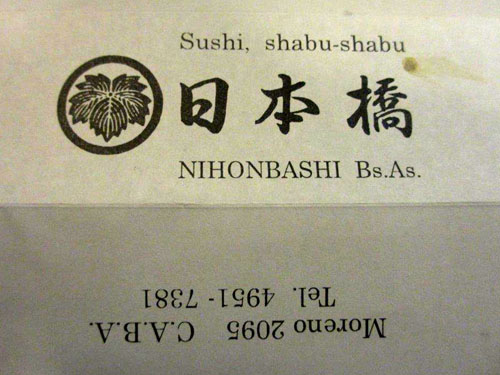 Sushi, shabu-shabu
日本橋
NIHONBASHI Bs.As.
Moreno 2095 C.A.B.A.
Tel. 4951-7381